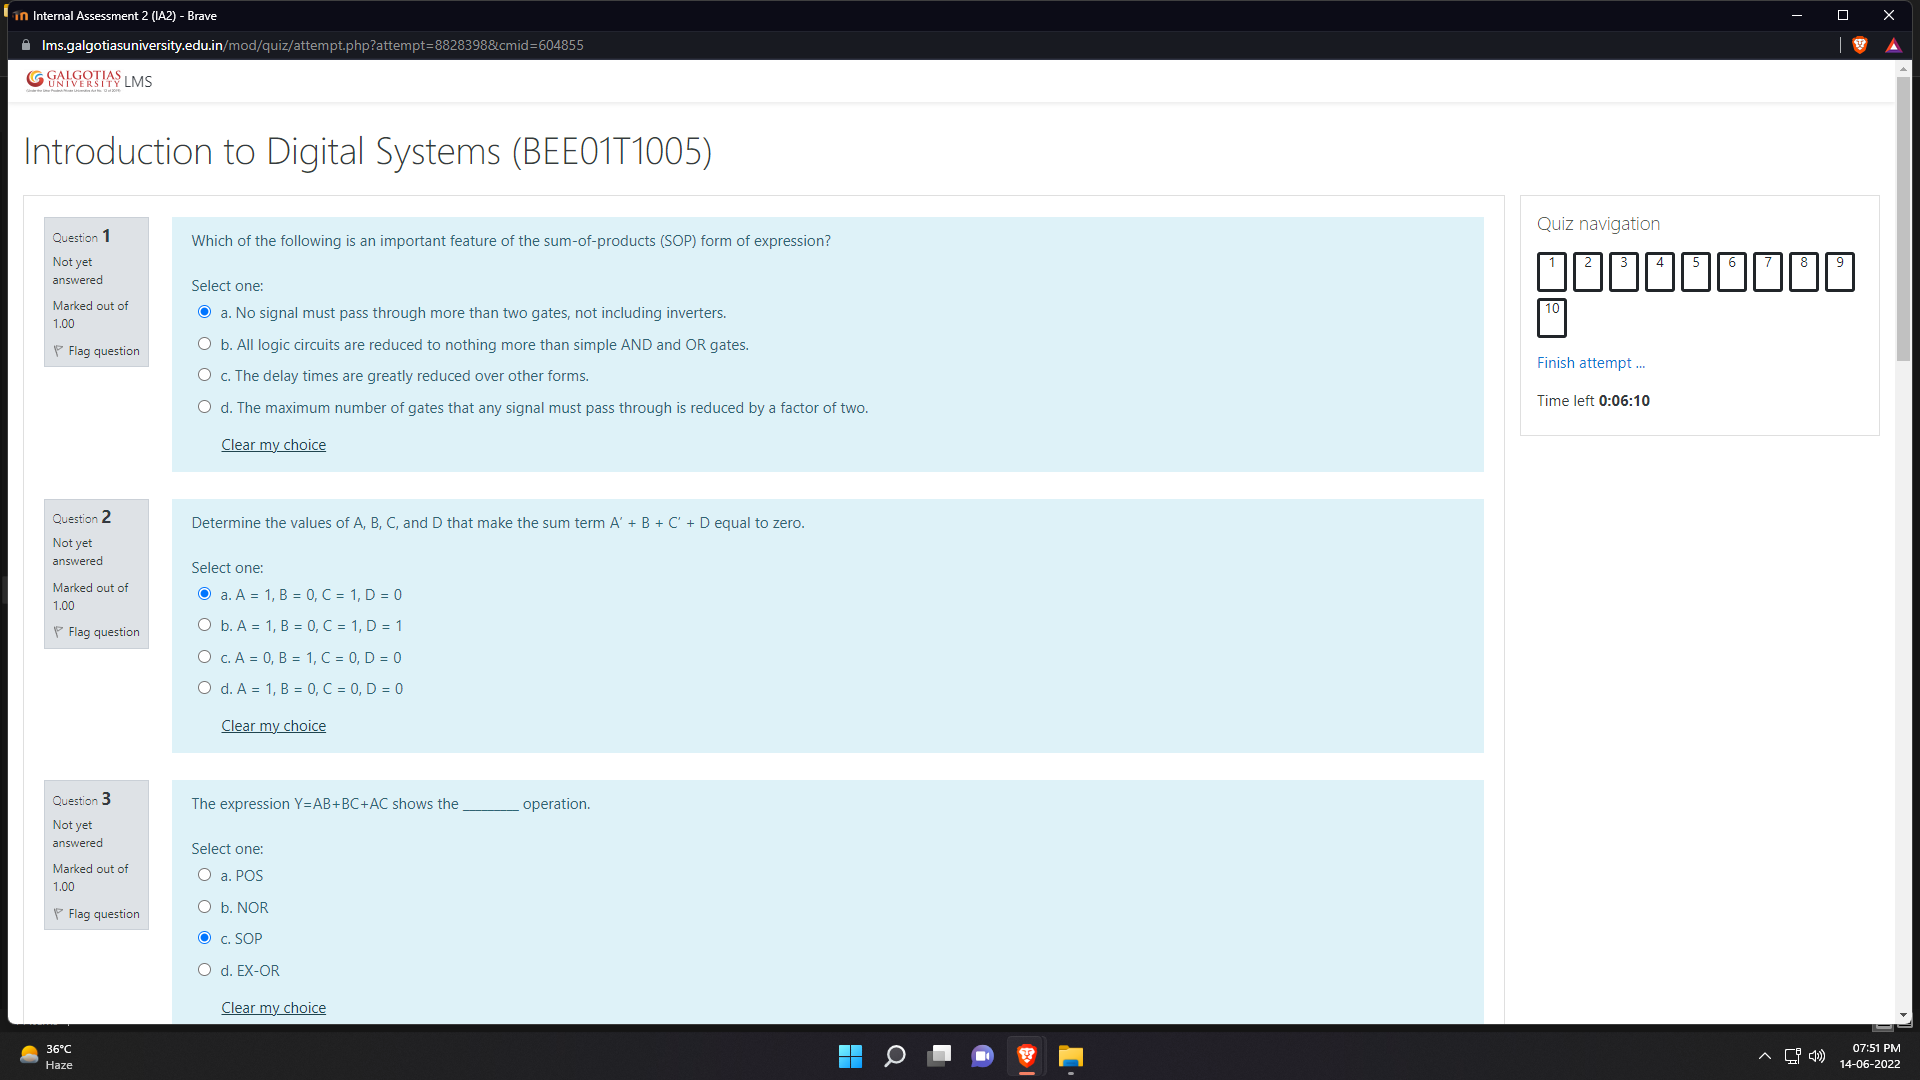 Internal Assessment 2 (IA2) - Brave
lms.galgotiasuniversity.edu.in/mod/quiz/attempt.php?attempt=8828398&cmid=604855
GALGOTIAS
UNIVERSITY
LMS
Introduction to Digital Systems (BEE01T1005)
Question 1
Not yet
answered
Marked out of
1.00
Flag question
Which of the following is an important feature of the sum-of-products (SOP) form of expression?
Select one:
a. No signal must pass through more than two gates, not including inverters.
b. All logic circuits are reduced to nothing more than simple AND and OR gates.
c. The delay times are greatly reduced over other forms.
d. The maximum number of gates that any signal must pass through is reduced by a factor of two.
Clear my choice
Quiz navigation
1 2 3 4 5 6 7 8 9
10
Finish attempt ...
Time left 0:06:10
Question 2
Not yet
answered
Marked out of
1.00
Flag question
Determine the values of A, B, C, and D that make the sum term A′ + B + C′ + D equal to zero.
Select one:
a. A = 1, B = 0, C = 1, D = 0
b. A = 1, B = 0, C = 1, D = 1
c. A = 0, B = 1, C = 0, D = 0
d. A = 1, B = 0, C = 0, D = 0
Clear my choice
Question 3
Not yet
answered
Marked out of
1.00
Flag question
The expression Y=AB+BC+AC shows the ________ operation.
Select one:
a. POS
b. NOR
c. SOP
d. EX-OR
Clear my choice
36°C
Haze
07:51 PM
14-06-2022